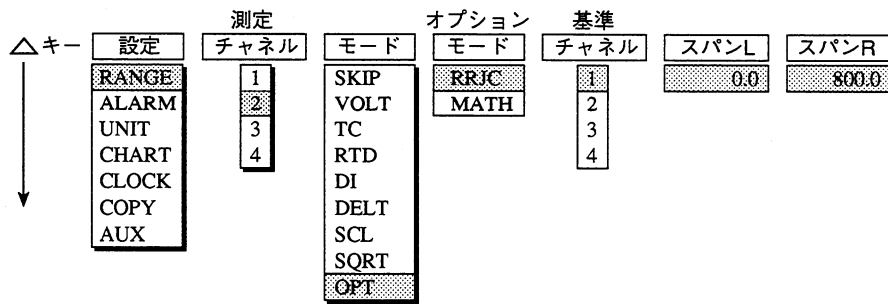 測定 オプション 基準
△キー 設定 チャネル モード モード チャネル スパンL スパンR
RANGE 1 SKIP RRJC 1 0.0 800.0
ALARM 2 VOLT MATH 2
UNIT 3 TC 3
CHART 4 RTD 4
CLOCK DI
COPY DELT
AUX SCL
SQRT
OPT